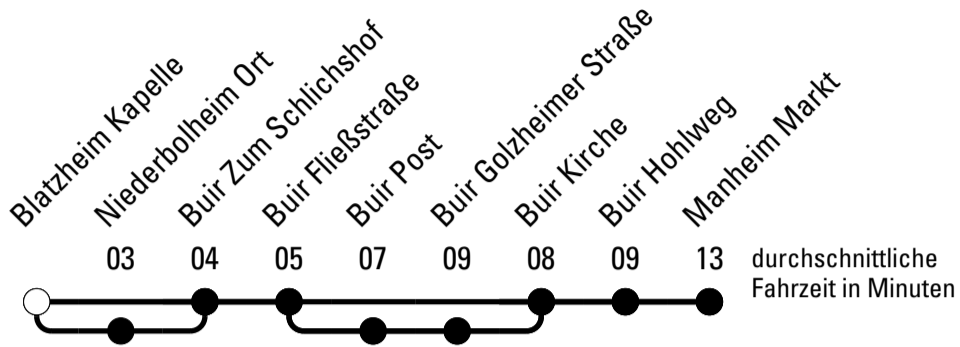 Blatzheim Kapelle
Niederbolheim Ort
Buir Zum Schlichshof
Buir Fließstraße
Buir Post
Buir Golzheimer Straße
Buir Kirche
Buir Hohlweg
Manheim Markt
03 04 05 07 09 08 09 13 durchschnittliche
Fahrzeit in Minuten